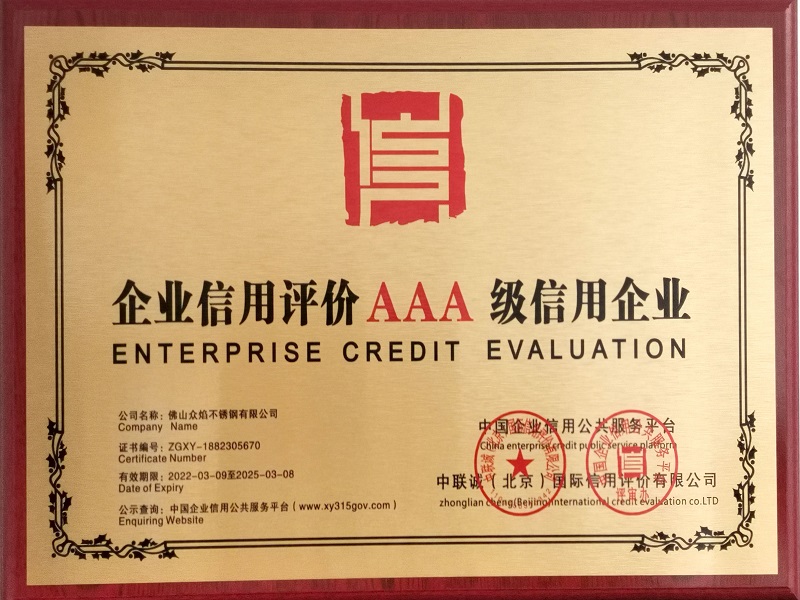 信
企业信用评价AAA级信用企业
ENTERPRISE CREDIT EVALUATION
公司名称：佛山众焰不锈钢有限公司
Company Name
证书编号：ZGXY-1882305670
Certificate Number
有效期限：2022-03-09至2025-03-08
Date of Expiry
公示查询：中国企业信用公共服务平台（www.xy315gov.com）
Enquiring Website
中国企业信用公共服务平台
China enterprise credit public service platform
中联诚（北京）国际信用评价有限公司
zhonglian cheng(Beijing)international credit evaluation co.LTD
评审办